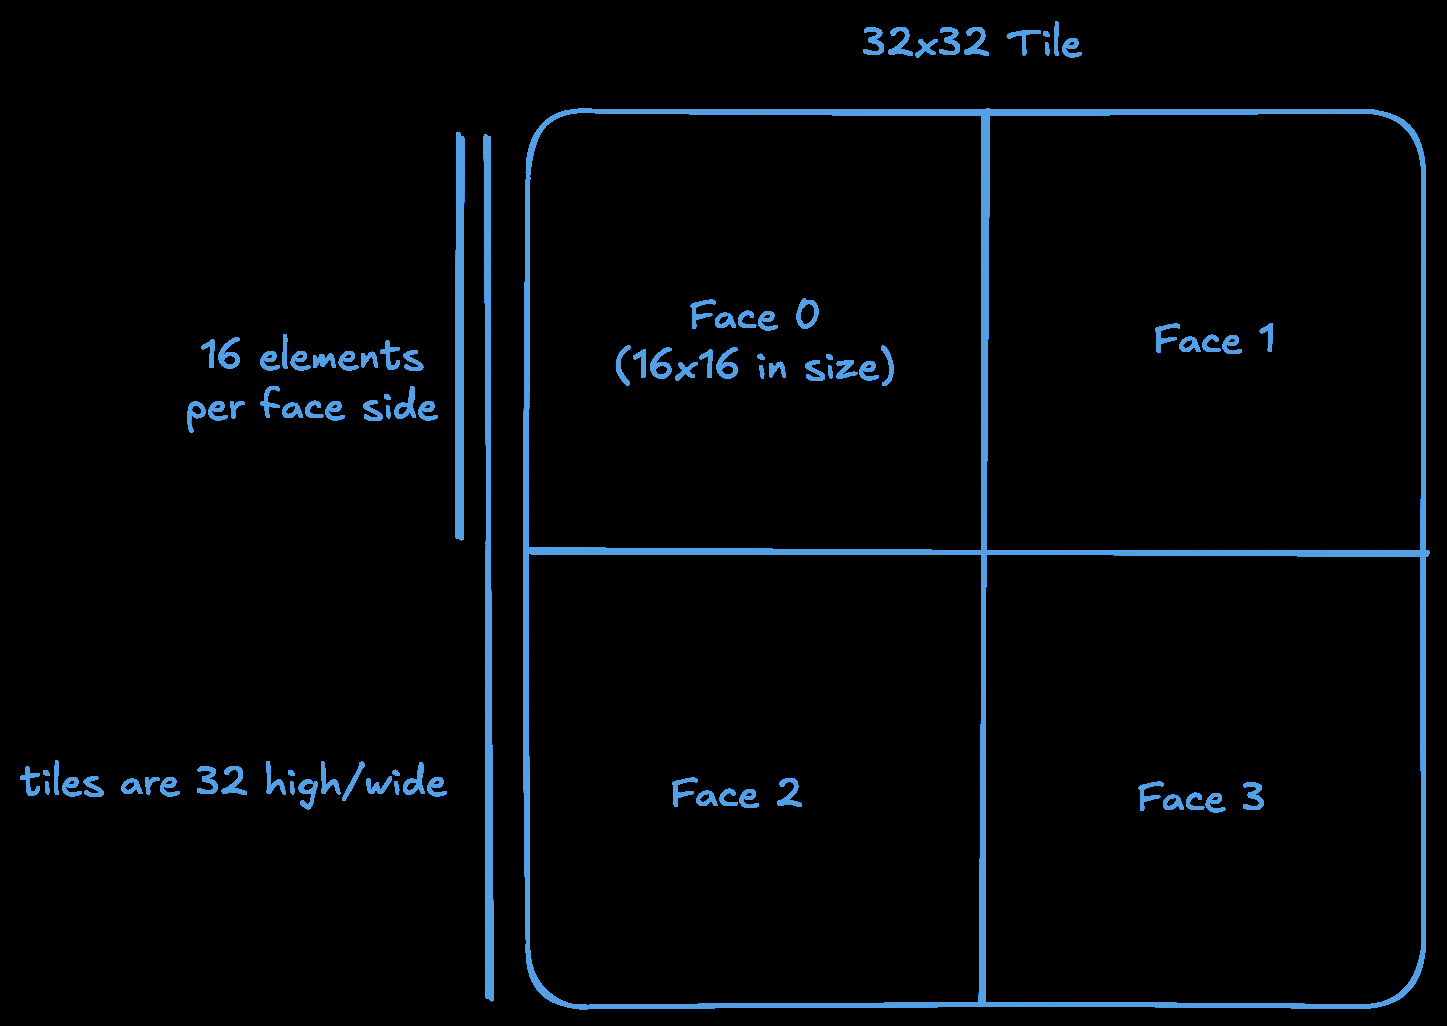 32x32 Tile
Face 0
(16x16 in size)
Face 1
16 elements
per face side
tiles are 32 high/wide
Face 2
Face 3